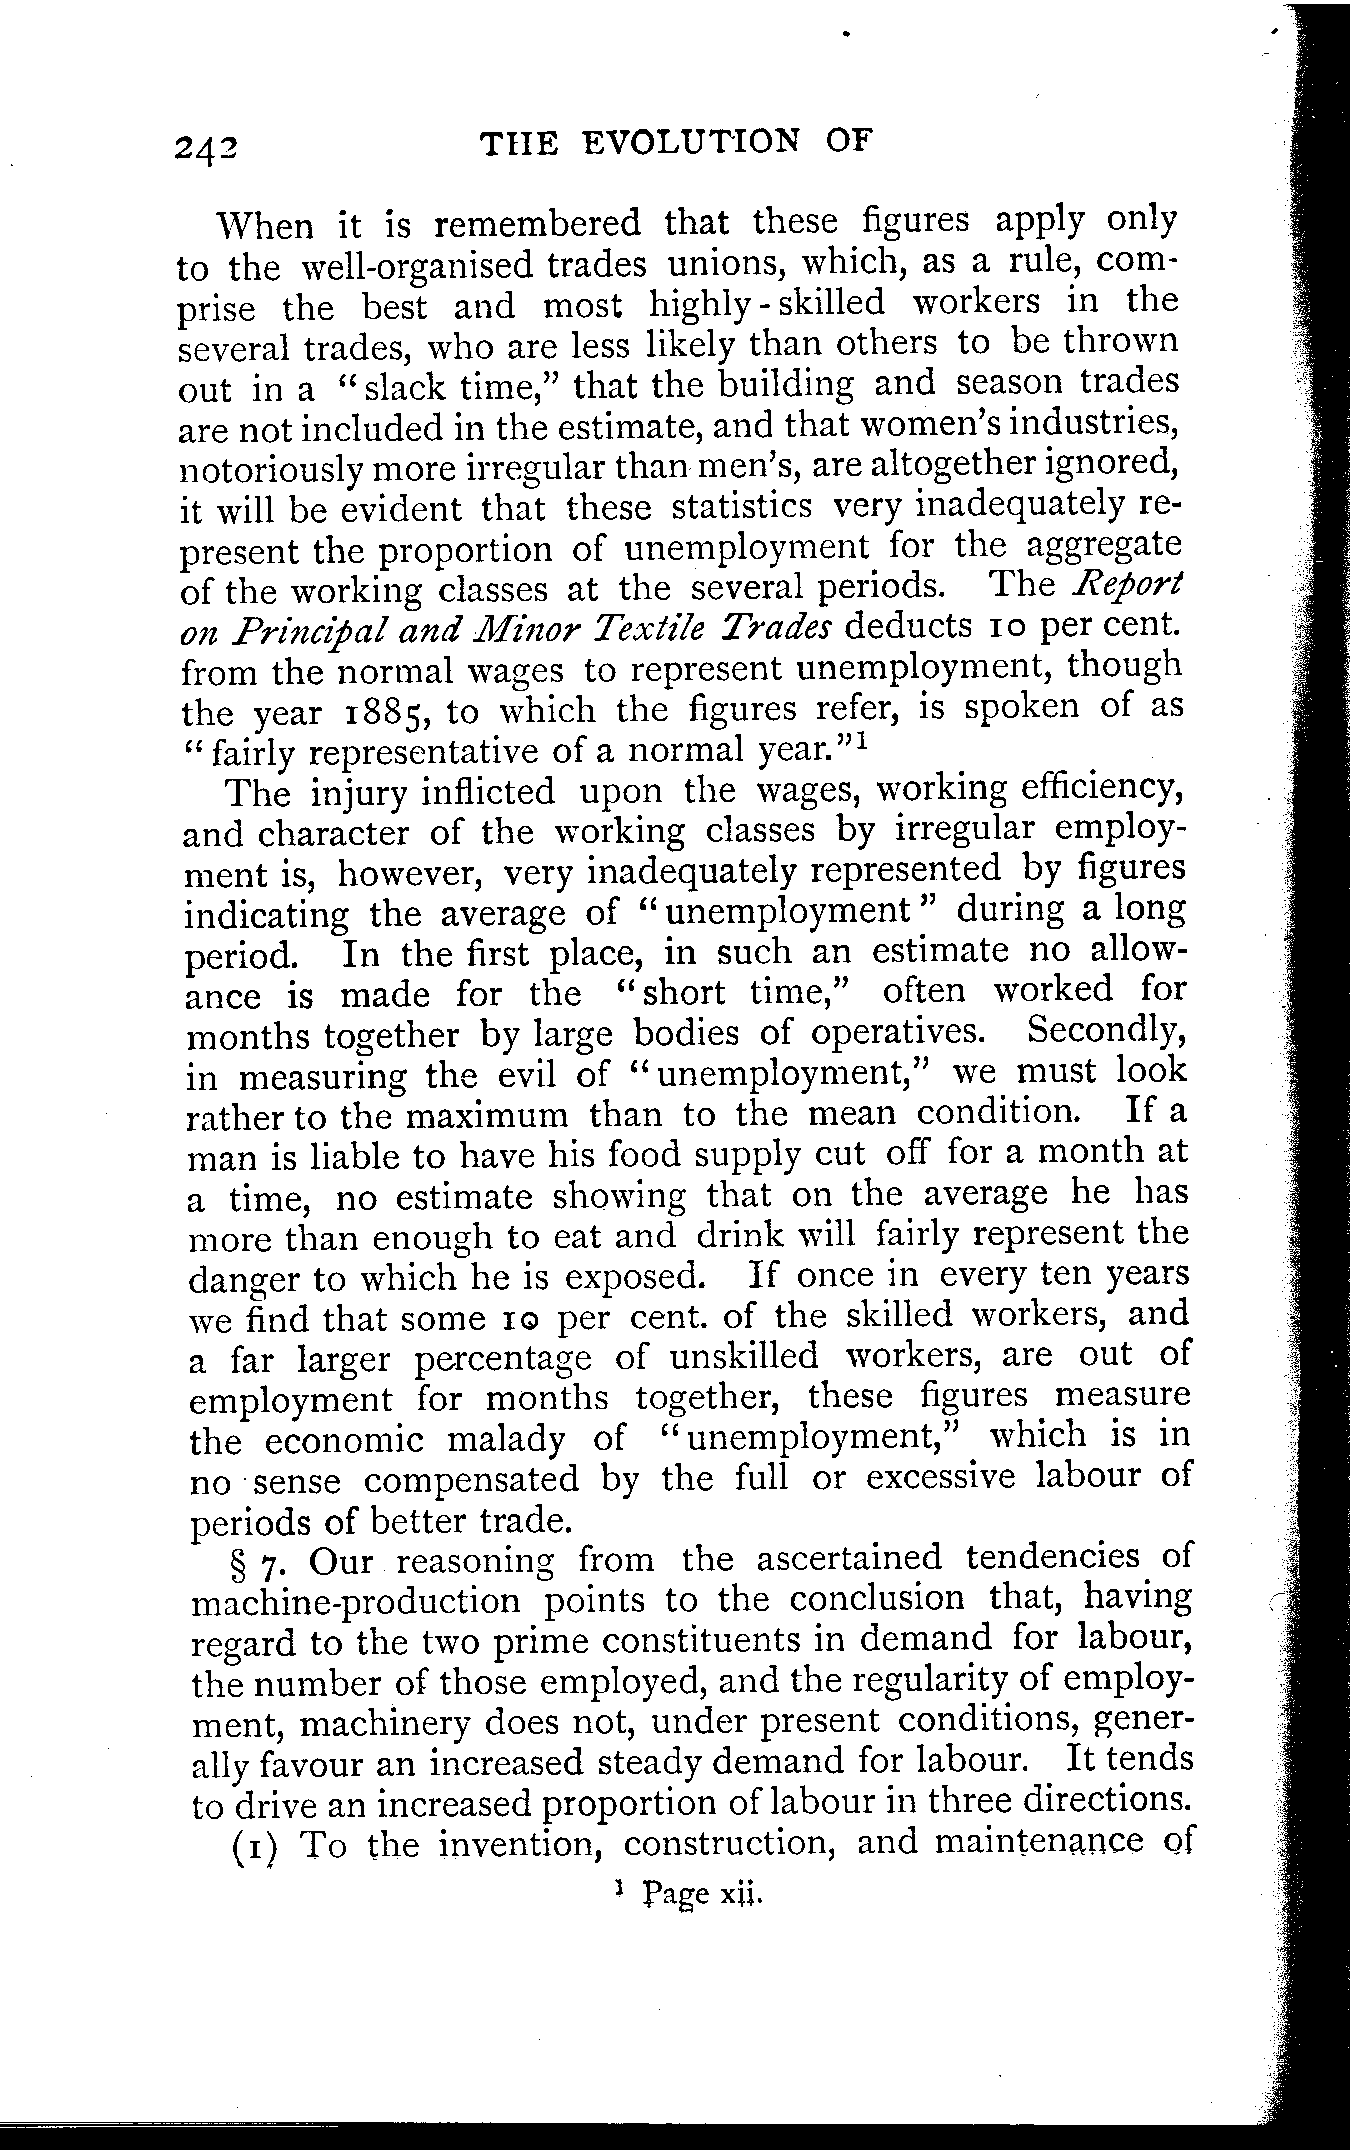 242 THE EVOLUTION OF
When it is remembered that these figures apply only
to the well-organised trades unions, which, as a rule, com-
prise the best and most highly-skilled workers in the
several trades, who are less likely than others to be thrown
out in a "slack time," that the building and season trades
are not included in the estimate, and that women's industries,
notoriously more irregular than men's, are altogether ignored,
it will be evident that these statistics very inadequately re-
present the proportion of unemployment for the aggregate
of the working classes at the several periods. The Report
on Principal and Minor Textile Trades deducts 10 per cent.
from the normal wages to represent unemployment, though
the year 1885, to which the figures refer, is spoken of as
"fairly representative of a normal year."¹
The injury inflicted upon the wages, working efficiency,
and character of the working classes by irregular employ-
ment is, however, very inadequately represented by figures
indicating the average of "unemployment" during a long
period. In the first place, in such an estimate no allow-
ance is made for the "short time," often worked for
months together by large bodies of operatives. Secondly,
in measuring the evil of "unemployment," we must look
rather to the maximum than to the mean condition. If a
man is liable to have his food supply cut off for a month at
a time, no estimate showing that on the average he has
more than enough to eat and drink will fairly represent the
danger to which he is exposed. If once in every ten years
we find that some 10 per cent. of the skilled workers, and
a far larger percentage of unskilled workers, are out of
employment for months together, these figures measure
the economic malady of "unemployment," which is in
no sense compensated by the full or excessive labour of
periods of better trade.
§ 7. Our reasoning from the ascertained tendencies of
machine-production points to the conclusion that, having
regard to the two prime constituents in demand for labour,
the number of those employed, and the regularity of employ-
ment, machinery does not, under present conditions, gener-
ally favour an increased steady demand for labour. It tends
to drive an increased proportion of labour in three directions.
(1) To the invention, construction, and maintenance of
¹ Page xii.